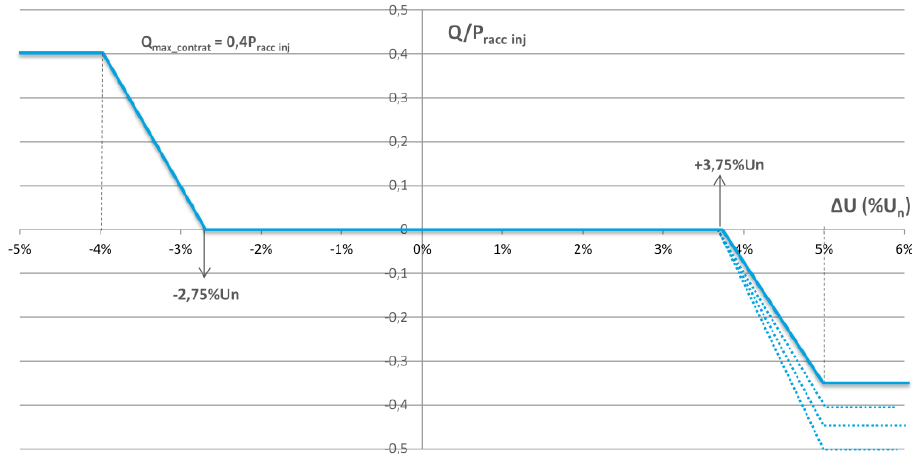 0,5
Q/Pracc inj
Qmax_contrat = 0,4Pracc inj
0,4
0,3
0,2
+3,75%Un
0,1
ΔU (%Un)
0
-5% -4% -3% -2% -1% 0% 1% 2% 3% 4% 5% 6%
-0,1
-2,75%Un
-0,2
-0,3
-0,4
-0,5